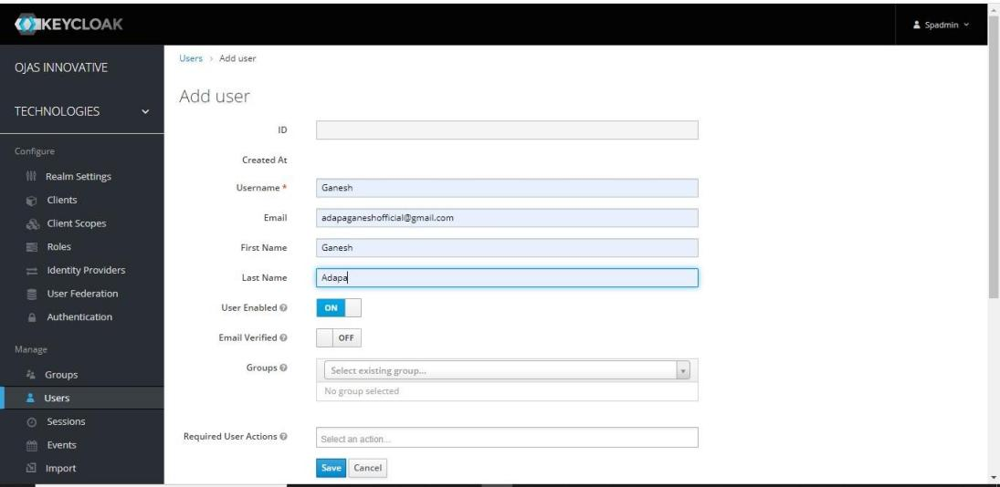 KEYCLOAK
Spadmin
OJAS INNOVATIVE
TECHNOLOGIES
Configure
Realm Settings
Clients
Client Scopes
Roles
Identity Providers
User Federation
Authentication
Manage
Groups
Users
Sessions
Events
Import
Users > Add user
Add user
ID
Created At
Username * Ganesh
Email adapaganeshofficial@gmail.com
First Name Ganesh
Last Name Adapa
User Enabled ON
Email Verified OFF
Groups Select existing group...
No group selected
Required User Actions Select an action...
Save Cancel